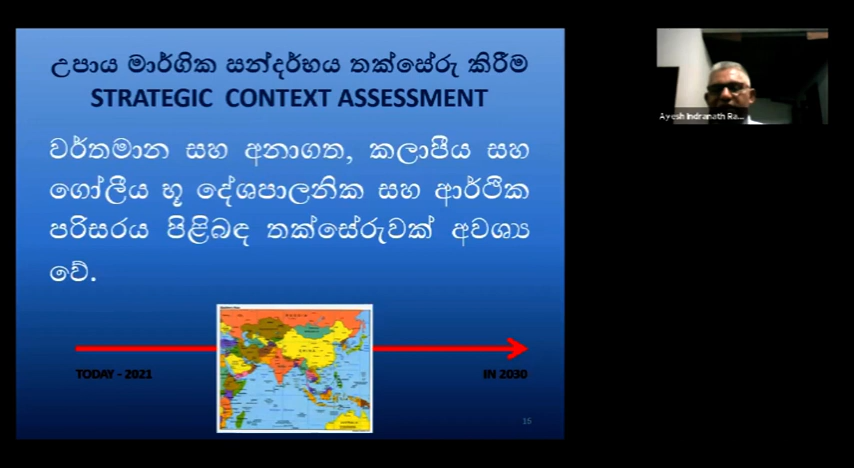 උපාය මාර්ගික සන්දර්භය තක්සේරු කිරීම
STRATEGIC CONTEXT ASSESSMENT
වර්තමාන සහ අනාගත, කලාපීය සහ
ගෝලීය භූ දේශපාලනික සහ ආර්ථික
පරිසරය පිළිබඳ තක්සේරුවක් අවශ්‍ය
වේ.
TODAY - 2021
IN 2030
15
Ayesh Indranath Ra...